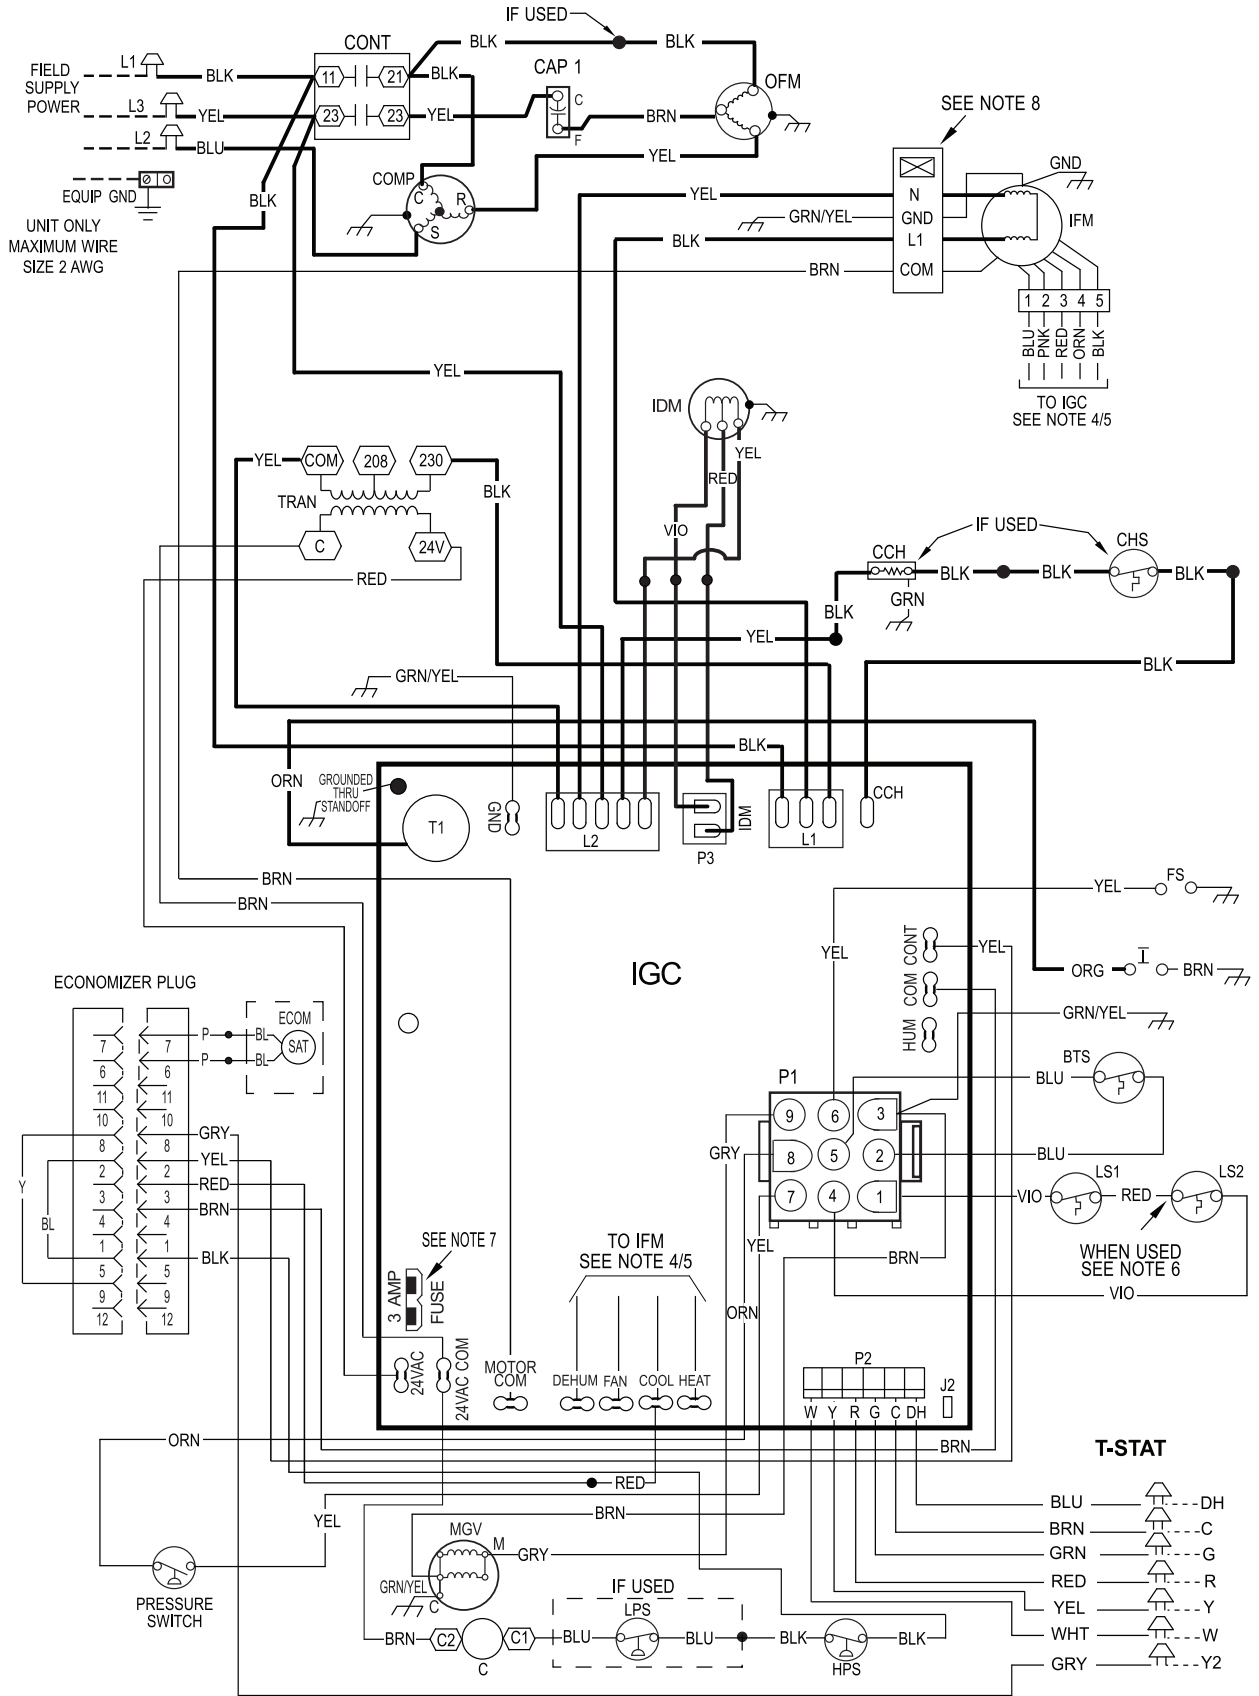 IF USED
CONT
BLK
BLK
CAP 1
OFM
FIELD
SUPPLY
POWER
L1
BLK
11
21
BLK
L3
YEL
23
23
YEL
C
F
BRN
L2
BLU
YEL
SEE NOTE 8
EQUIP GND
UNIT ONLY
MAXIMUM WIRE
SIZE 2 AWG
BLK
COMP
C
R
S
YEL
N
GND
GRN/YEL
GND
IFM
BLK
L1
BRN
COM
1 2 3 4 5
BLU
PNK
RED
ORN
BLK
TO IGC
SEE NOTE 4/5
YEL
IDM
YEL
RED
VIO
YEL
COM
208
230
BLK
TRAN
C
24V
RED
IF USED
CCH
CHS
BLK
BLK
BLK
GRN
BLK
YEL
BLK
GRN/YEL
BLK
ORN
GROUNDED
THRU
STANDOFF
T1
GND
L2
P3
IDM
L1
CCH
BRN
BRN
YEL
FS
YEL
IGC
CONT
YEL
COM
HUM
ORG
I
BRN
GRN/YEL
ECONOMIZER PLUG
ECOM
SAT
P
BL
P
BL
7 7
6 6
11 11
10 10
8 8
2 2
3 3
4 4
1 1
5 5
9 9
12 12
GRY
YEL
RED
BRN
BLK
Y
BL
P1
9 6 3
8 5 2
7 4 1
GRY
BTS
BLU
BLU
LS1
LS2
VIO
RED
WHEN USED
SEE NOTE 6
VIO
YEL
BRN
ORN
SEE NOTE 7
3 AMP
FUSE
TO IFM
SEE NOTE 4/5
24VAC
24VAC COM
MOTOR
COM
DEHUM
FAN
COOL
HEAT
P2
W Y R G C DH
J2
ORN
BRN
RED
YEL
BRN
T-STAT
BLU
DH
BRN
C
GRN
G
RED
R
YEL
Y
WHT
W
GRY
Y2
PRESSURE
SWITCH
MGV
M
GRY
GRN/YEL
C
IF USED
LPS
BRN
C2
C1
C
BLU
BLU
BLK
HPS
BLK